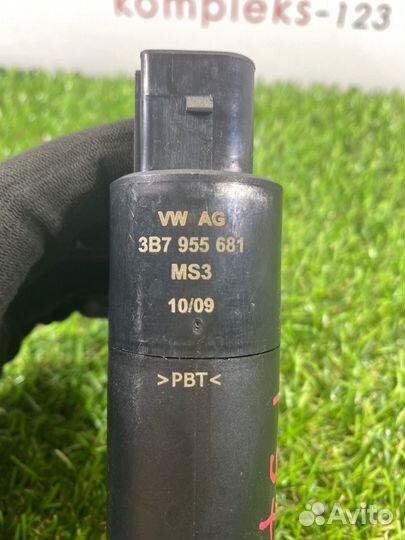 kompleks-123
VW AG
3B7 955 681
MS3
10/09
>PBT<
Avito